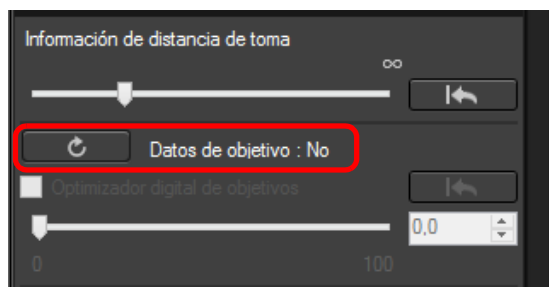 Información de distancia de toma
∞
Datos de objetivo : No
Optimizador digital de objetivos
0,0
0 100